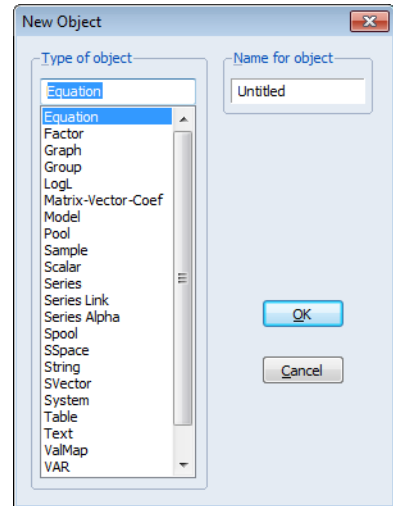 New Object
Type of object
Name for object
Equation
Untitled
Equation
Factor
Graph
Group
LogL
Matrix-Vector-Coef
Model
Pool
Sample
Scalar
Series
Series Link
Series Alpha
Spool
SSpace
String
SVector
System
Table
Text
ValMap
VAR
OK
Cancel